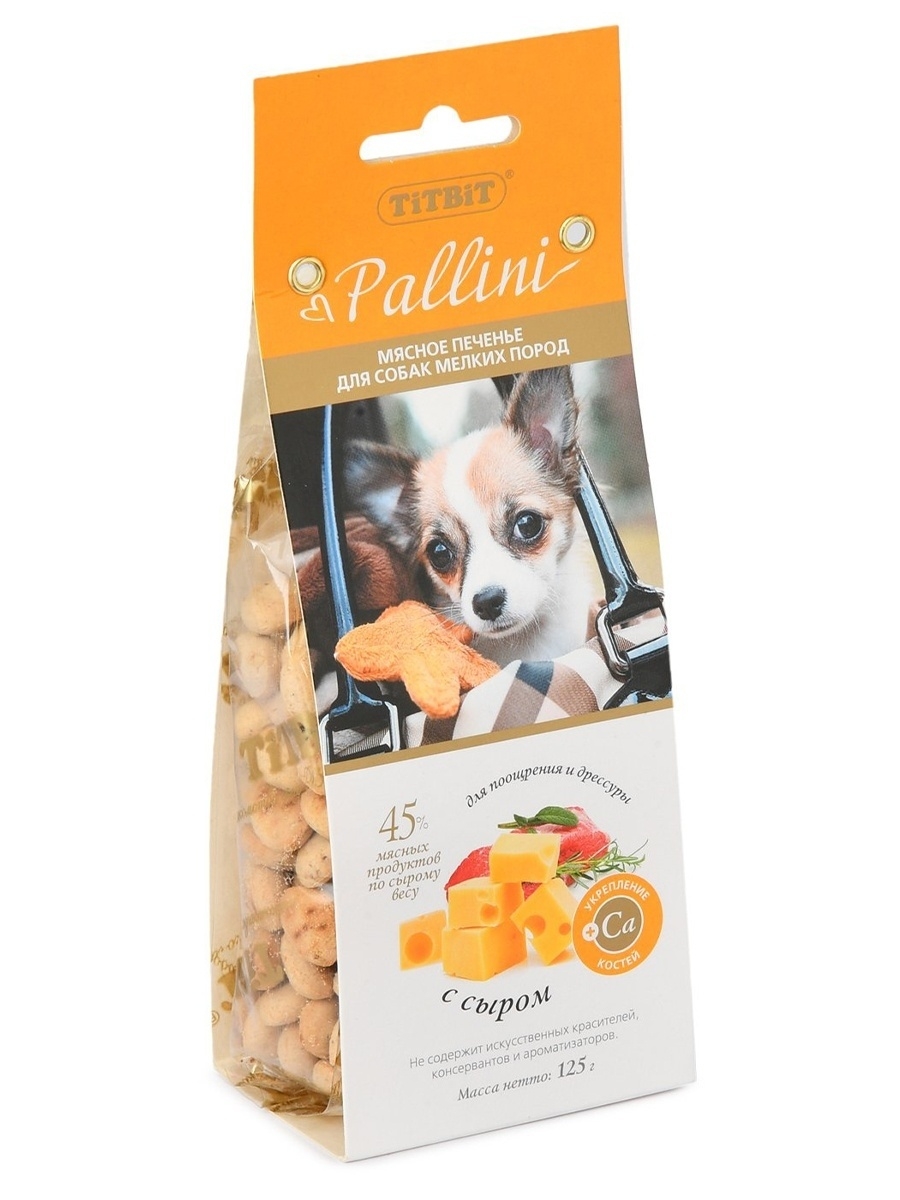 TiTBiT®
Pallini
МЯСНОЕ ПЕЧЕНЬЕ
ДЛЯ СОБАК МЕЛКИХ ПОРОД
для поощрения и дрессуры
45%
мясных
продуктов
по сырому
весу
УКРЕПЛЕНИЕ
+Ca
КОСТЕЙ
с сыром
Не содержит искусственных красителей,
консервантов и ароматизаторов.
Масса нетто: 125 г